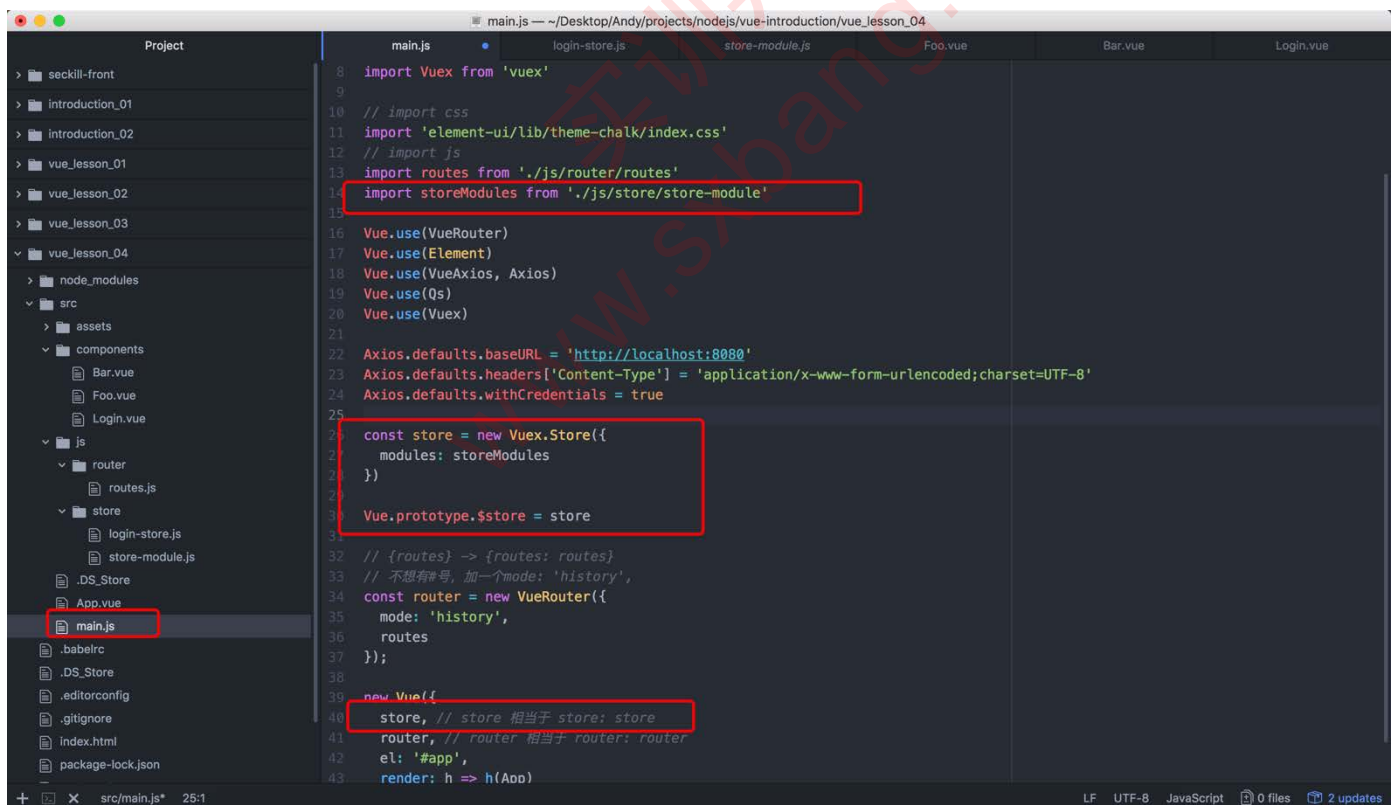 main.js — ~/Desktop/Andy/projects/nodejs/vue-introduction/vue_lesson_04
Project
main.js
login-store.js
store-module.js
Foo.vue
Bar.vue
Login.vue
seckill-front
introduction_01
introduction_02
vue_lesson_01
vue_lesson_02
vue_lesson_03
vue_lesson_04
node_modules
src
assets
components
Bar.vue
Foo.vue
Login.vue
js
router
routes.js
store
login-store.js
store-module.js
.DS_Store
App.vue
main.js
.babelrc
.DS_Store
.editorconfig
.gitignore
index.html
package-lock.json
8 import Vuex from 'vuex'
9
10 // import css
11 import 'element-ui/lib/theme-chalk/index.css'
12 // import js
13 import routes from './js/router/routes'
14 import storeModules from './js/store/store-module'
15
16 Vue.use(VueRouter)
17 Vue.use(Element)
18 Vue.use(VueAxios, Axios)
19 Vue.use(Qs)
20 Vue.use(Vuex)
21
22 Axios.defaults.baseURL = 'http://localhost:8080'
23 Axios.defaults.headers['Content-Type'] = 'application/x-www-form-urlencoded;charset=UTF-8'
24 Axios.defaults.withCredentials = true
25
26 const store = new Vuex.Store({
27 modules: storeModules
28 })
29
30 Vue.prototype.$store = store
31
32 // {routes} —> {routes: routes}
33 // 不想有#号，加一个mode: 'history',
34 const router = new VueRouter({
35 mode: 'history',
36 routes
37 });
38
39 new Vue({
40 store, // store 相当于 store: store
41 router, // router 相当于 router: router
42 el: '#app',
43 render: h => h(App)
src/main.js* 25:1
LF UTF-8 JavaScript 0 files 2 updates